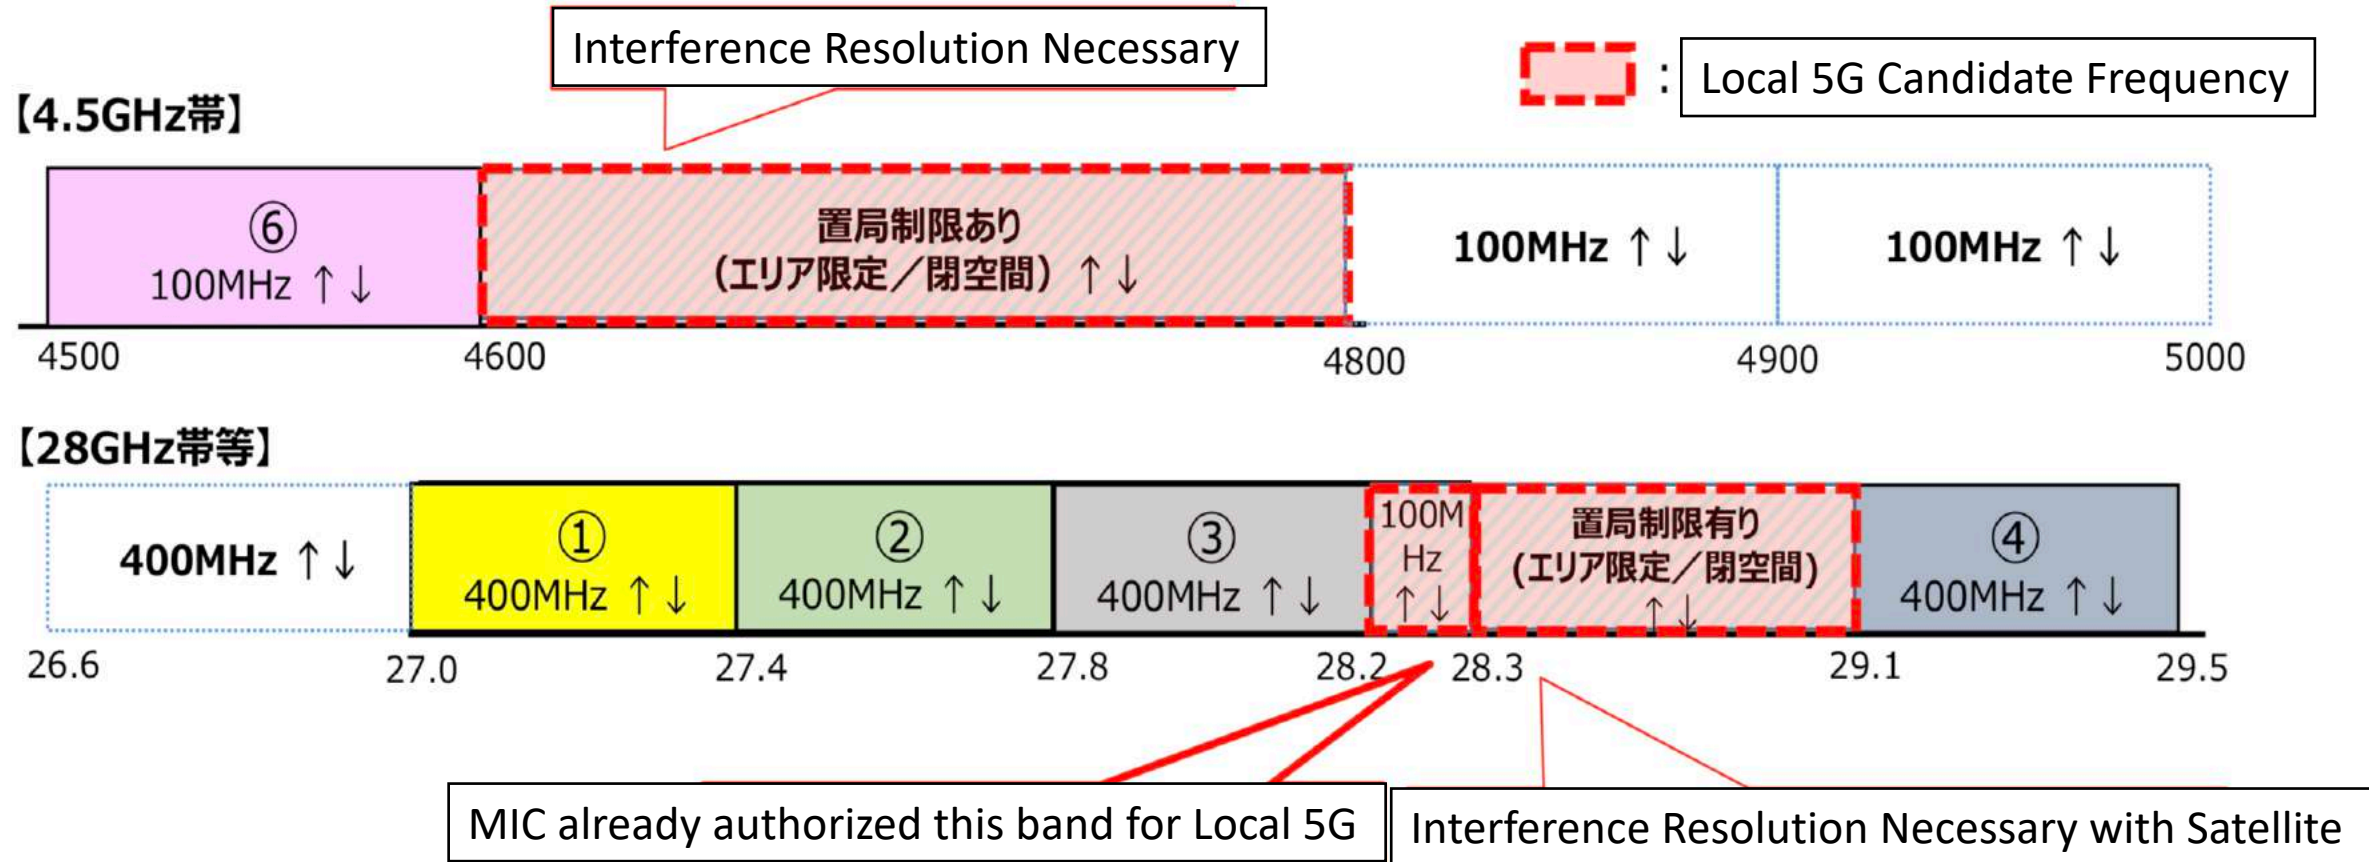 Interference Resolution Necessary
: Local 5G Candidate Frequency
【4.5GHz帯】
⑥
100MHz ↑↓
置局制限あり
(エリア限定／閉空間) ↑↓
100MHz ↑↓
100MHz ↑↓
4500
4600
4800
4900
5000
【28GHz帯等】
400MHz ↑↓
①
400MHz ↑↓
②
400MHz ↑↓
③
400MHz ↑↓
100M
Hz
↑↓
置局制限有り
(エリア限定／閉空間)
↑↓
④
400MHz ↑↓
26.6
27.0
27.4
27.8
28.2
28.3
29.1
29.5
MIC already authorized this band for Local 5G
Interference Resolution Necessary with Satellite